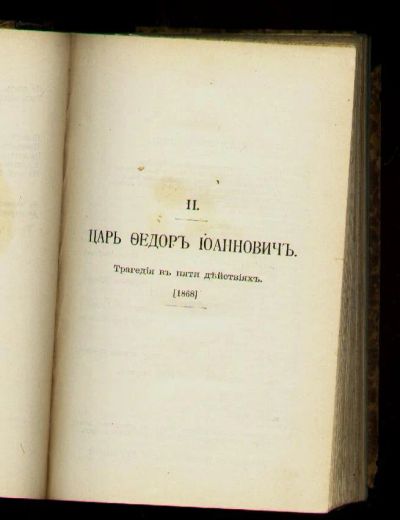 II.
ЦАРЬ ѲЕДОРЪ ІОАННОВИЧЪ.
Трагедія въ пяти дѣйствіяхъ.
[1868]